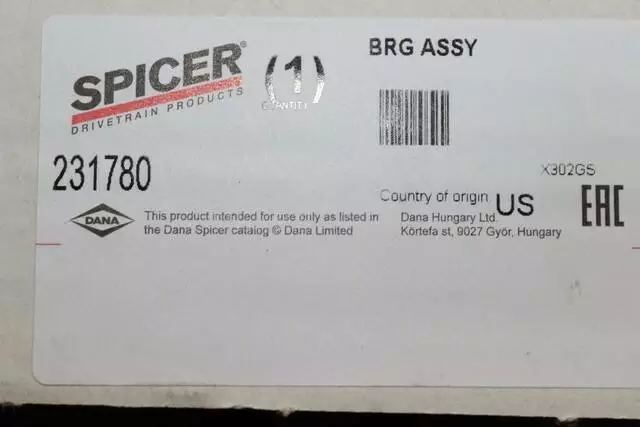 SPICER®
DRIVETRAIN PRODUCTS
(1)
QUANTITY
BRG ASSY
231780
X302GS
DANA
This product intended for use only as listed in
the Dana Spicer catalog © Dana Limited
Country of origin US
Dana Hungary Ltd.
Körtefa st, 9027 Győr, Hungary
EAC